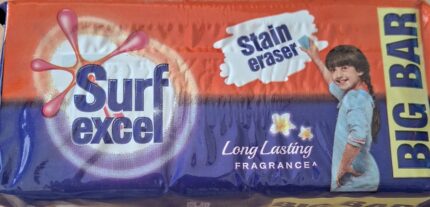 Surf
excel
Stain
eraser
Long Lasting
FRAGRANCE^
BIG BAR